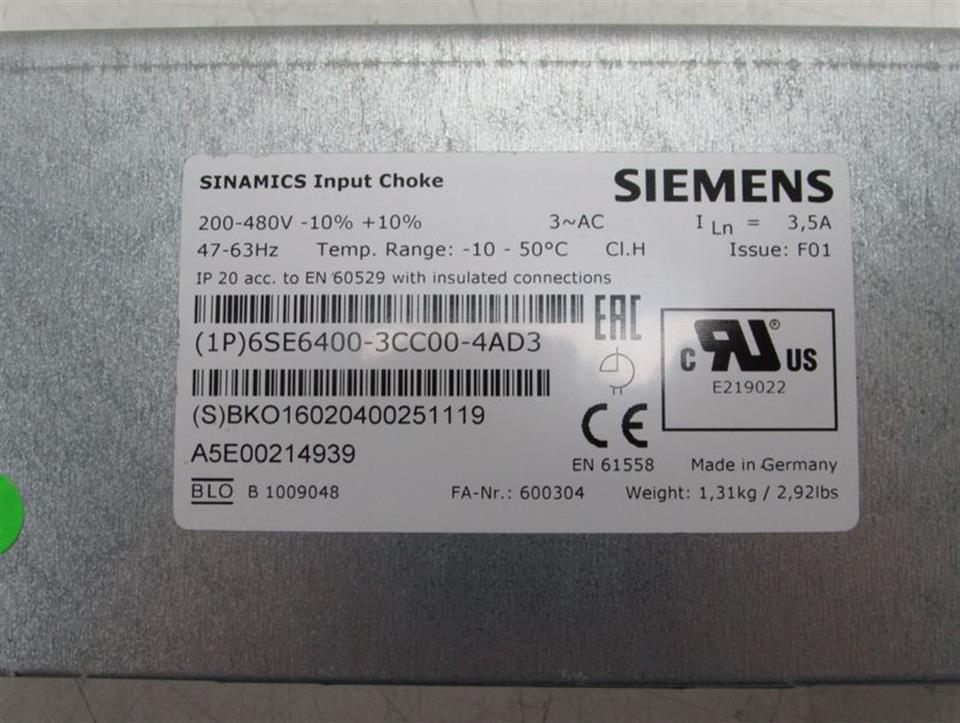 SINAMICS Input Choke SIEMENS
200-480V -10% +10% 3~AC I Ln = 3,5A
47-63Hz Temp. Range: -10 - 50°C Cl.H Issue: F01
IP 20 acc. to EN 60529 with insulated connections
EAC
(1P)6SE6400-3CC00-4AD3
C RU ® US
E219022
(S)BKO16020400251119
CE
A5E00214939
EN 61558 Made in Germany
BLO B 1009048 FA-Nr.: 600304 Weight: 1,31kg / 2,92lbs